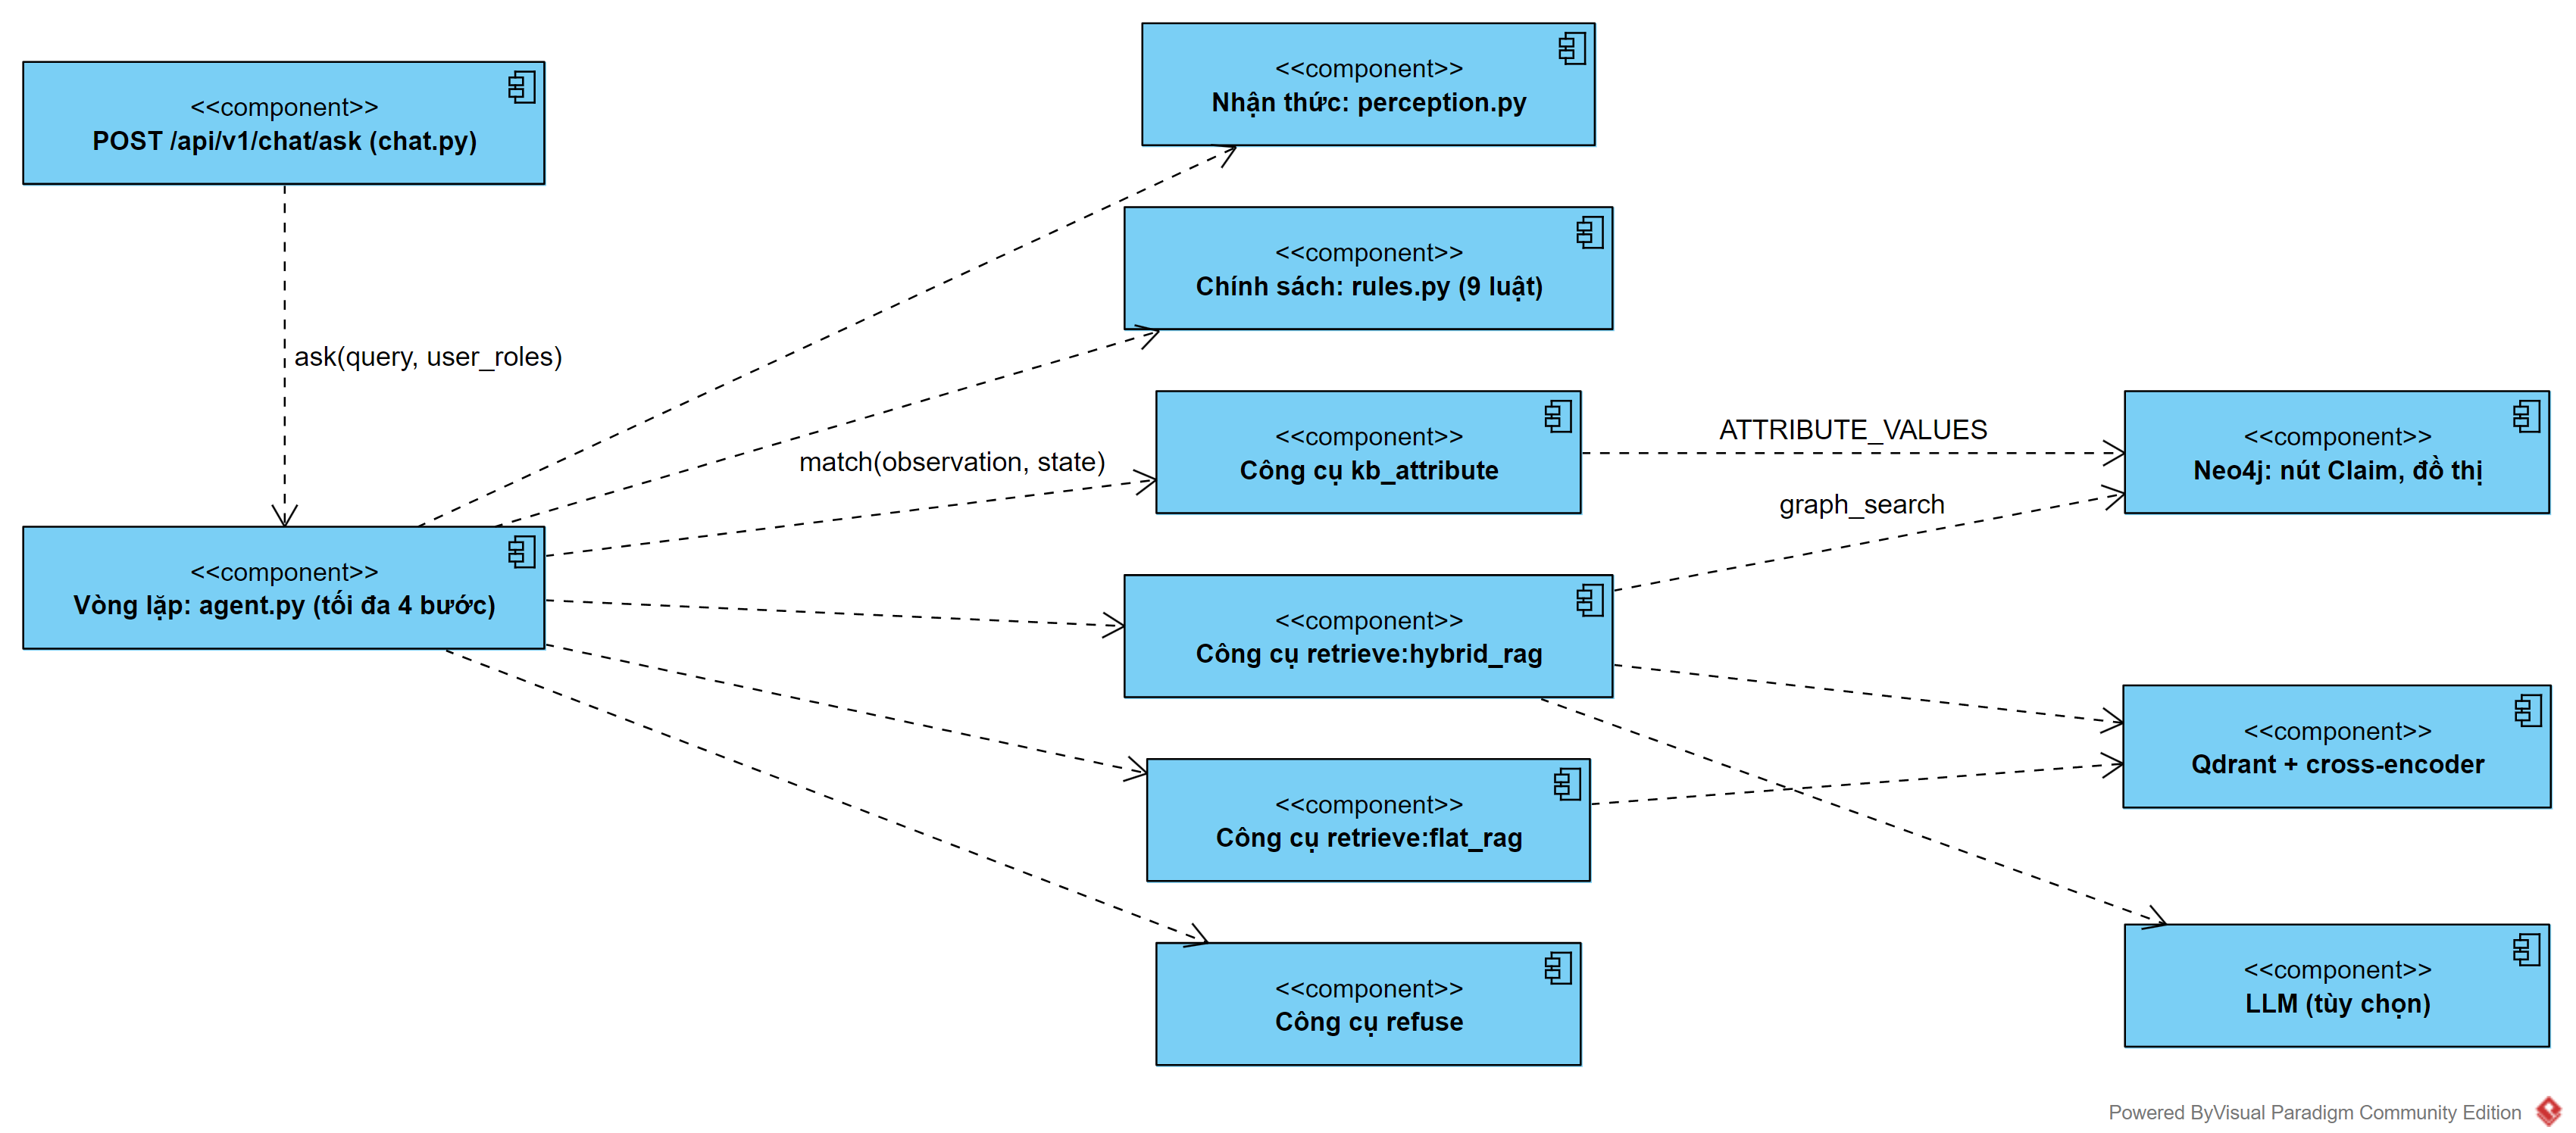 <<component>>
POST /api/v1/chat/ask (chat.py)
ask(query, user_roles)
<<component>>
Vòng lặp: agent.py (tối đa 4 bước)
<<component>>
Nhận thức: perception.py
<<component>>
Chính sách: rules.py (9 luật)
match(observation, state)
<<component>>
Công cụ kb_attribute
<<component>>
Công cụ retrieve:hybrid_rag
<<component>>
Công cụ retrieve:flat_rag
<<component>>
Công cụ refuse
ATTRIBUTE_VALUES
graph_search
<<component>>
Neo4j: nút Claim, đồ thị
<<component>>
Qdrant + cross-encoder
<<component>>
LLM (tùy chọn)
Powered ByVisual Paradigm Community Edition